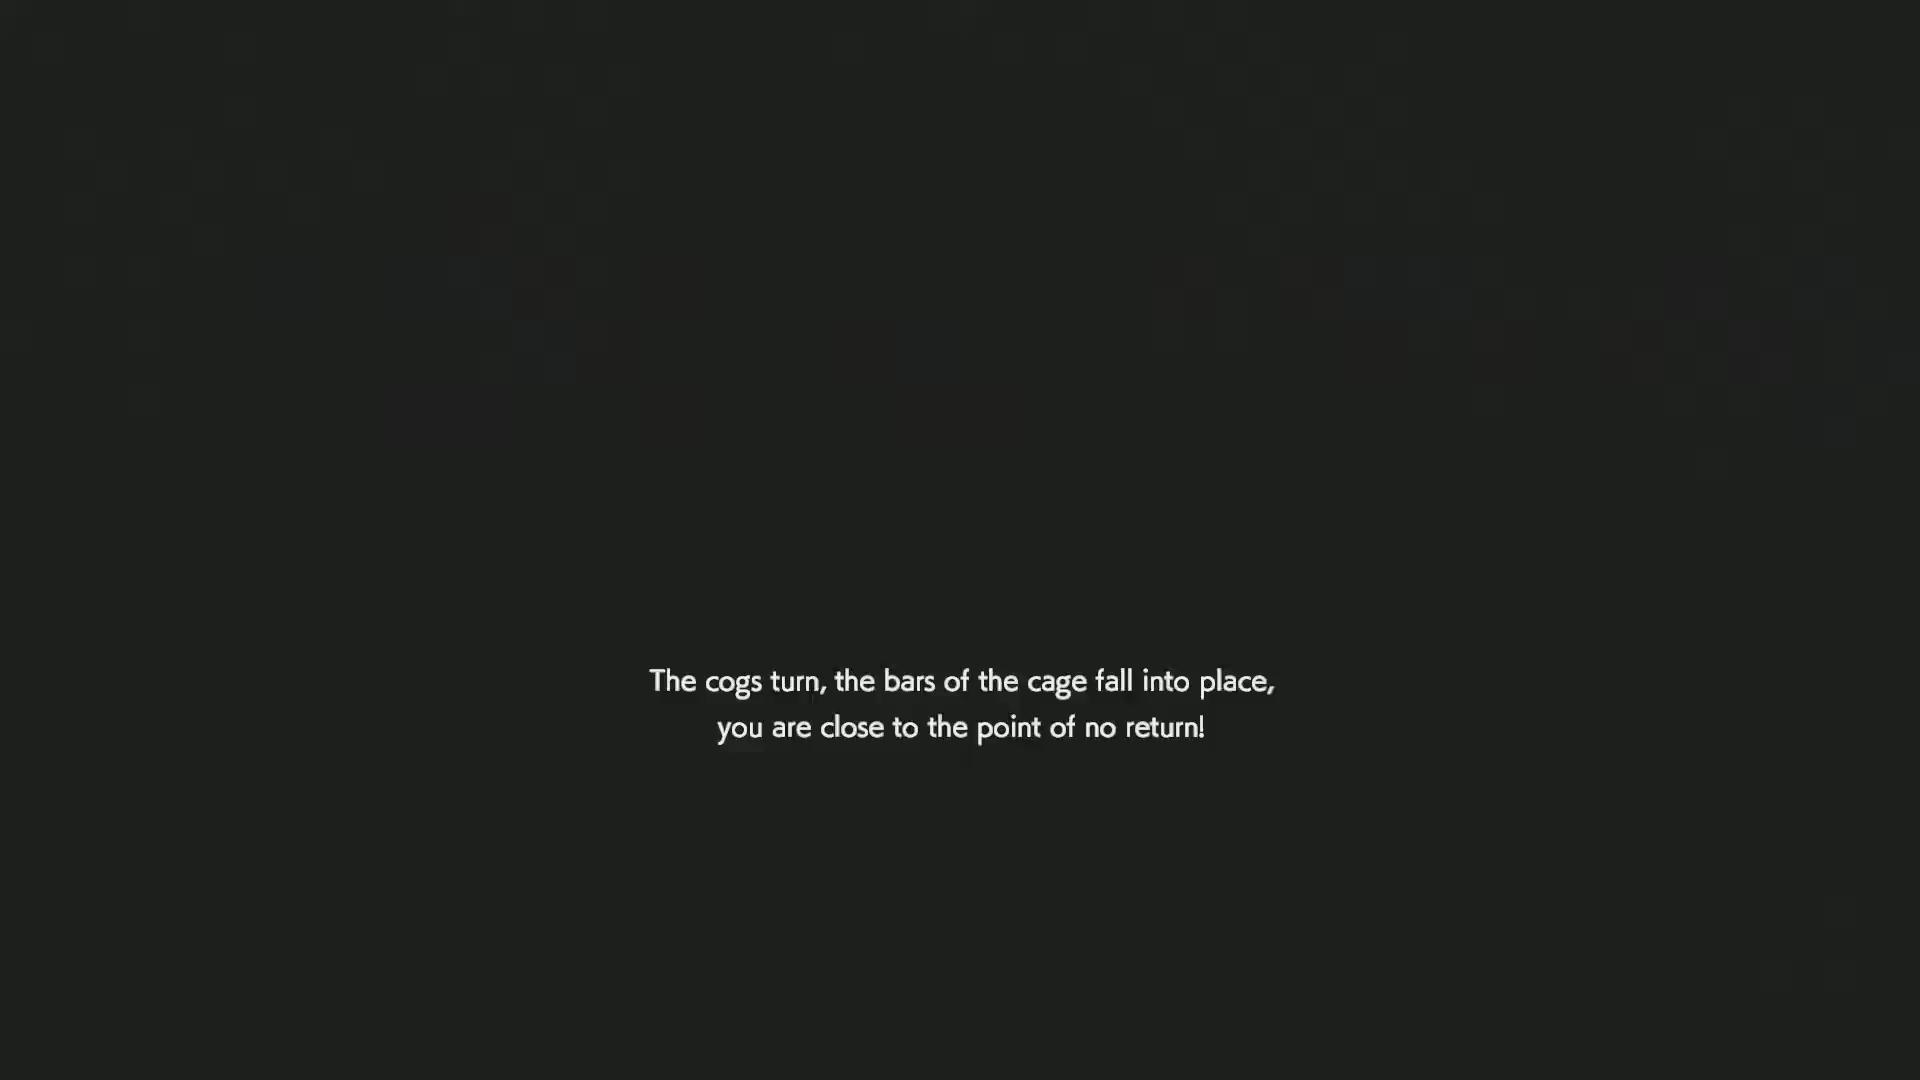 The cogs turn, the bars of the cage fall into place,
you are close to the point of no return!